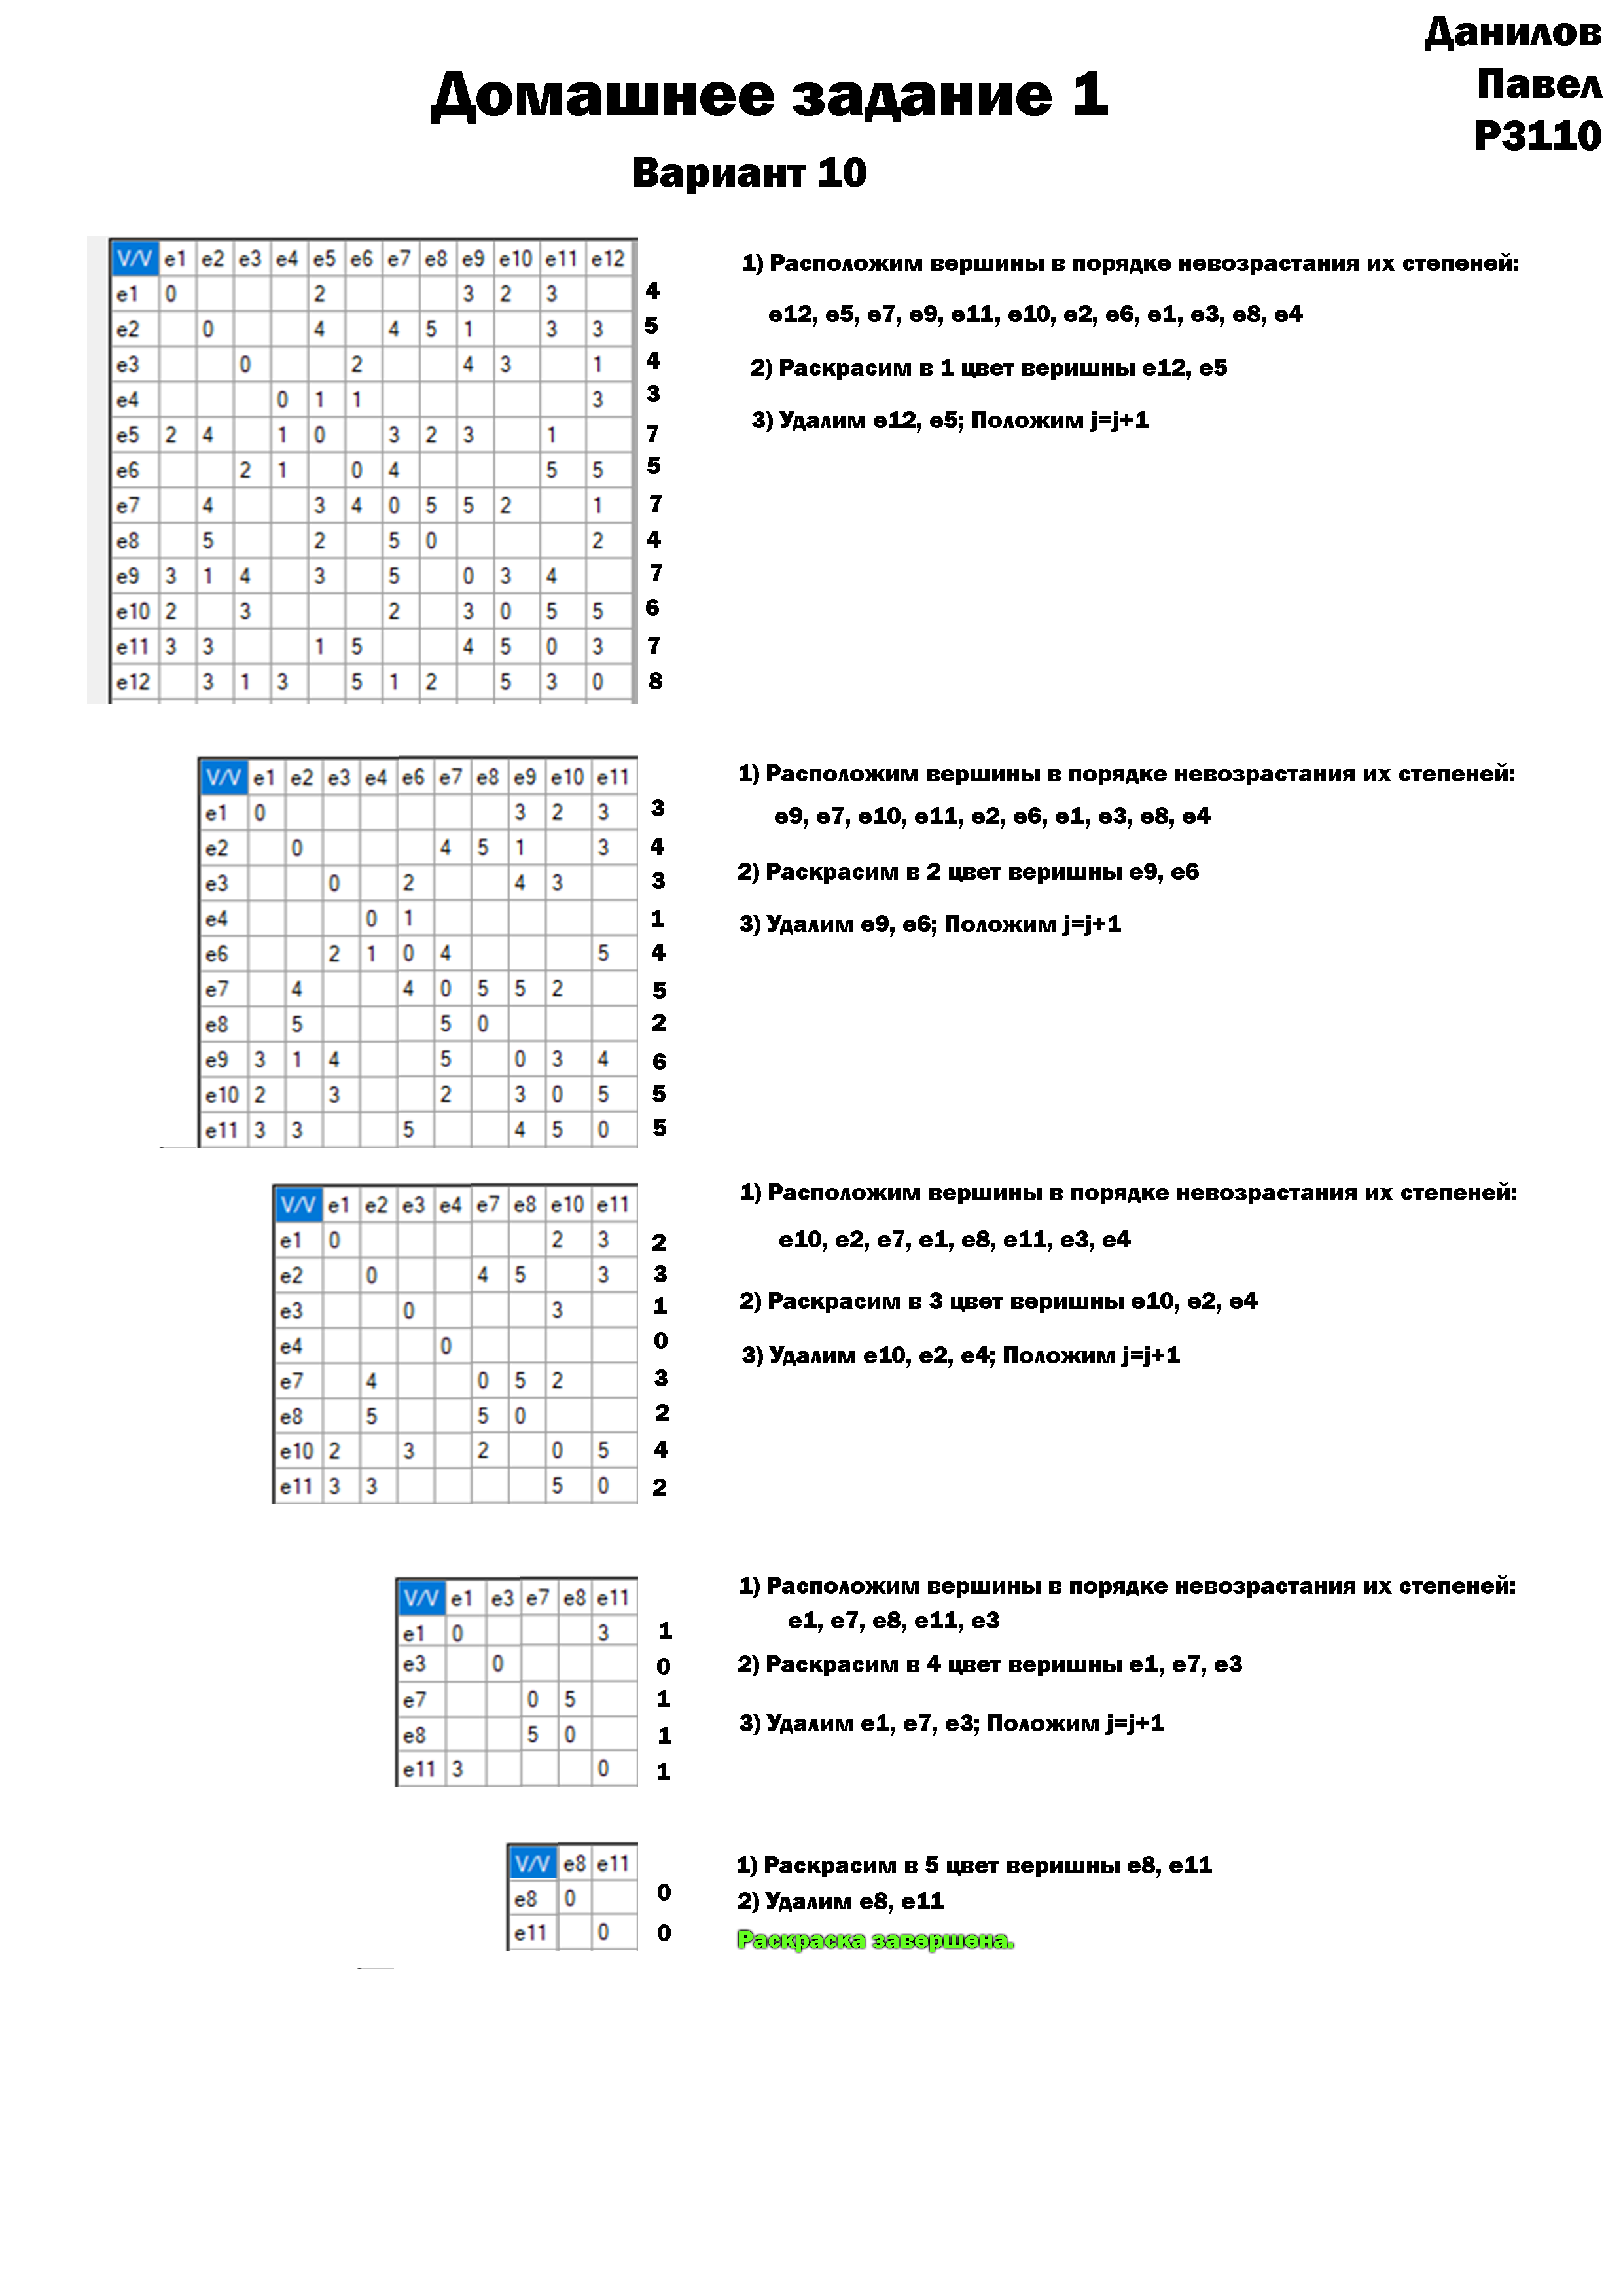 Данилов
Павел
P3110
Домашнее задание 1
Вариант 10
V/V e1 e2 e3 e4 e5 e6 e7 e8 e9 e10 e11 e12
e1 0 2 3 2 3 4
e2 0 4 4 5 1 3 3 5
e3 0 2 4 3 1 4
e4 0 1 1 3 3
e5 2 4 1 0 3 2 3 1 7
e6 2 1 0 4 5 5 5
e7 4 3 4 0 5 5 2 1 7
e8 5 2 5 0 2 4
e9 3 1 4 3 5 0 3 4 7
e10 2 3 2 3 0 5 5 6
e11 3 3 1 5 4 5 0 3 7
e12 3 1 3 5 1 2 5 3 0 8
1) Расположим вершины в порядке невозрастания их степеней:
e12, e5, e7, e9, e11, e10, e2, e6, e1, e3, e8, e4
2) Раскрасим в 1 цвет веришны e12, e5
3) Удалим e12, e5; Положим j=j+1
V/V e1 e2 e3 e4 e6 e7 e8 e9 e10 e11
e1 0 3 2 3 3
e2 0 4 5 1 3 4
e3 0 2 4 3 3
e4 0 1 1
e6 2 1 0 4 5 4
e7 4 4 0 5 5 2 5
e8 5 5 0 2
e9 3 1 4 5 0 3 4 6
e10 2 3 2 3 0 5 5
e11 3 3 5 4 5 0 5
1) Расположим вершины в порядке невозрастания их степеней:
e9, e7, e10, e11, e2, e6, e1, e3, e8, e4
2) Раскрасим в 2 цвет веришны e9, e6
3) Удалим e9, e6; Положим j=j+1
V/V e1 e2 e3 e4 e7 e8 e10 e11
e1 0 2 3 2
e2 0 4 5 3 3
e3 0 3 1
e4 0 0
e7 4 0 5 2 3
e8 5 5 0 2
e10 2 3 2 0 5 4
e11 3 3 5 0 2
1) Расположим вершины в порядке невозрастания их степеней:
e10, e2, e7, e1, e8, e11, e3, e4
2) Раскрасим в 3 цвет веришны e10, e2, e4
3) Удалим e10, e2, e4; Положим j=j+1
V/V e1 e3 e7 e8 e11
e1 0 3 1
e3 0 0
e7 0 5 1
e8 5 0 1
e11 3 0 1
1) Расположим вершины в порядке невозрастания их степеней:
e1, e7, e8, e11, e3
2) Раскрасим в 4 цвет веришны e1, e7, e3
3) Удалим e1, e7, e3; Положим j=j+1
V/V e8 e11
e8 0 0
e11 0 0
1) Раскрасим в 5 цвет веришны e8, e11
2) Удалим e8, e11
Раскраска завершена.